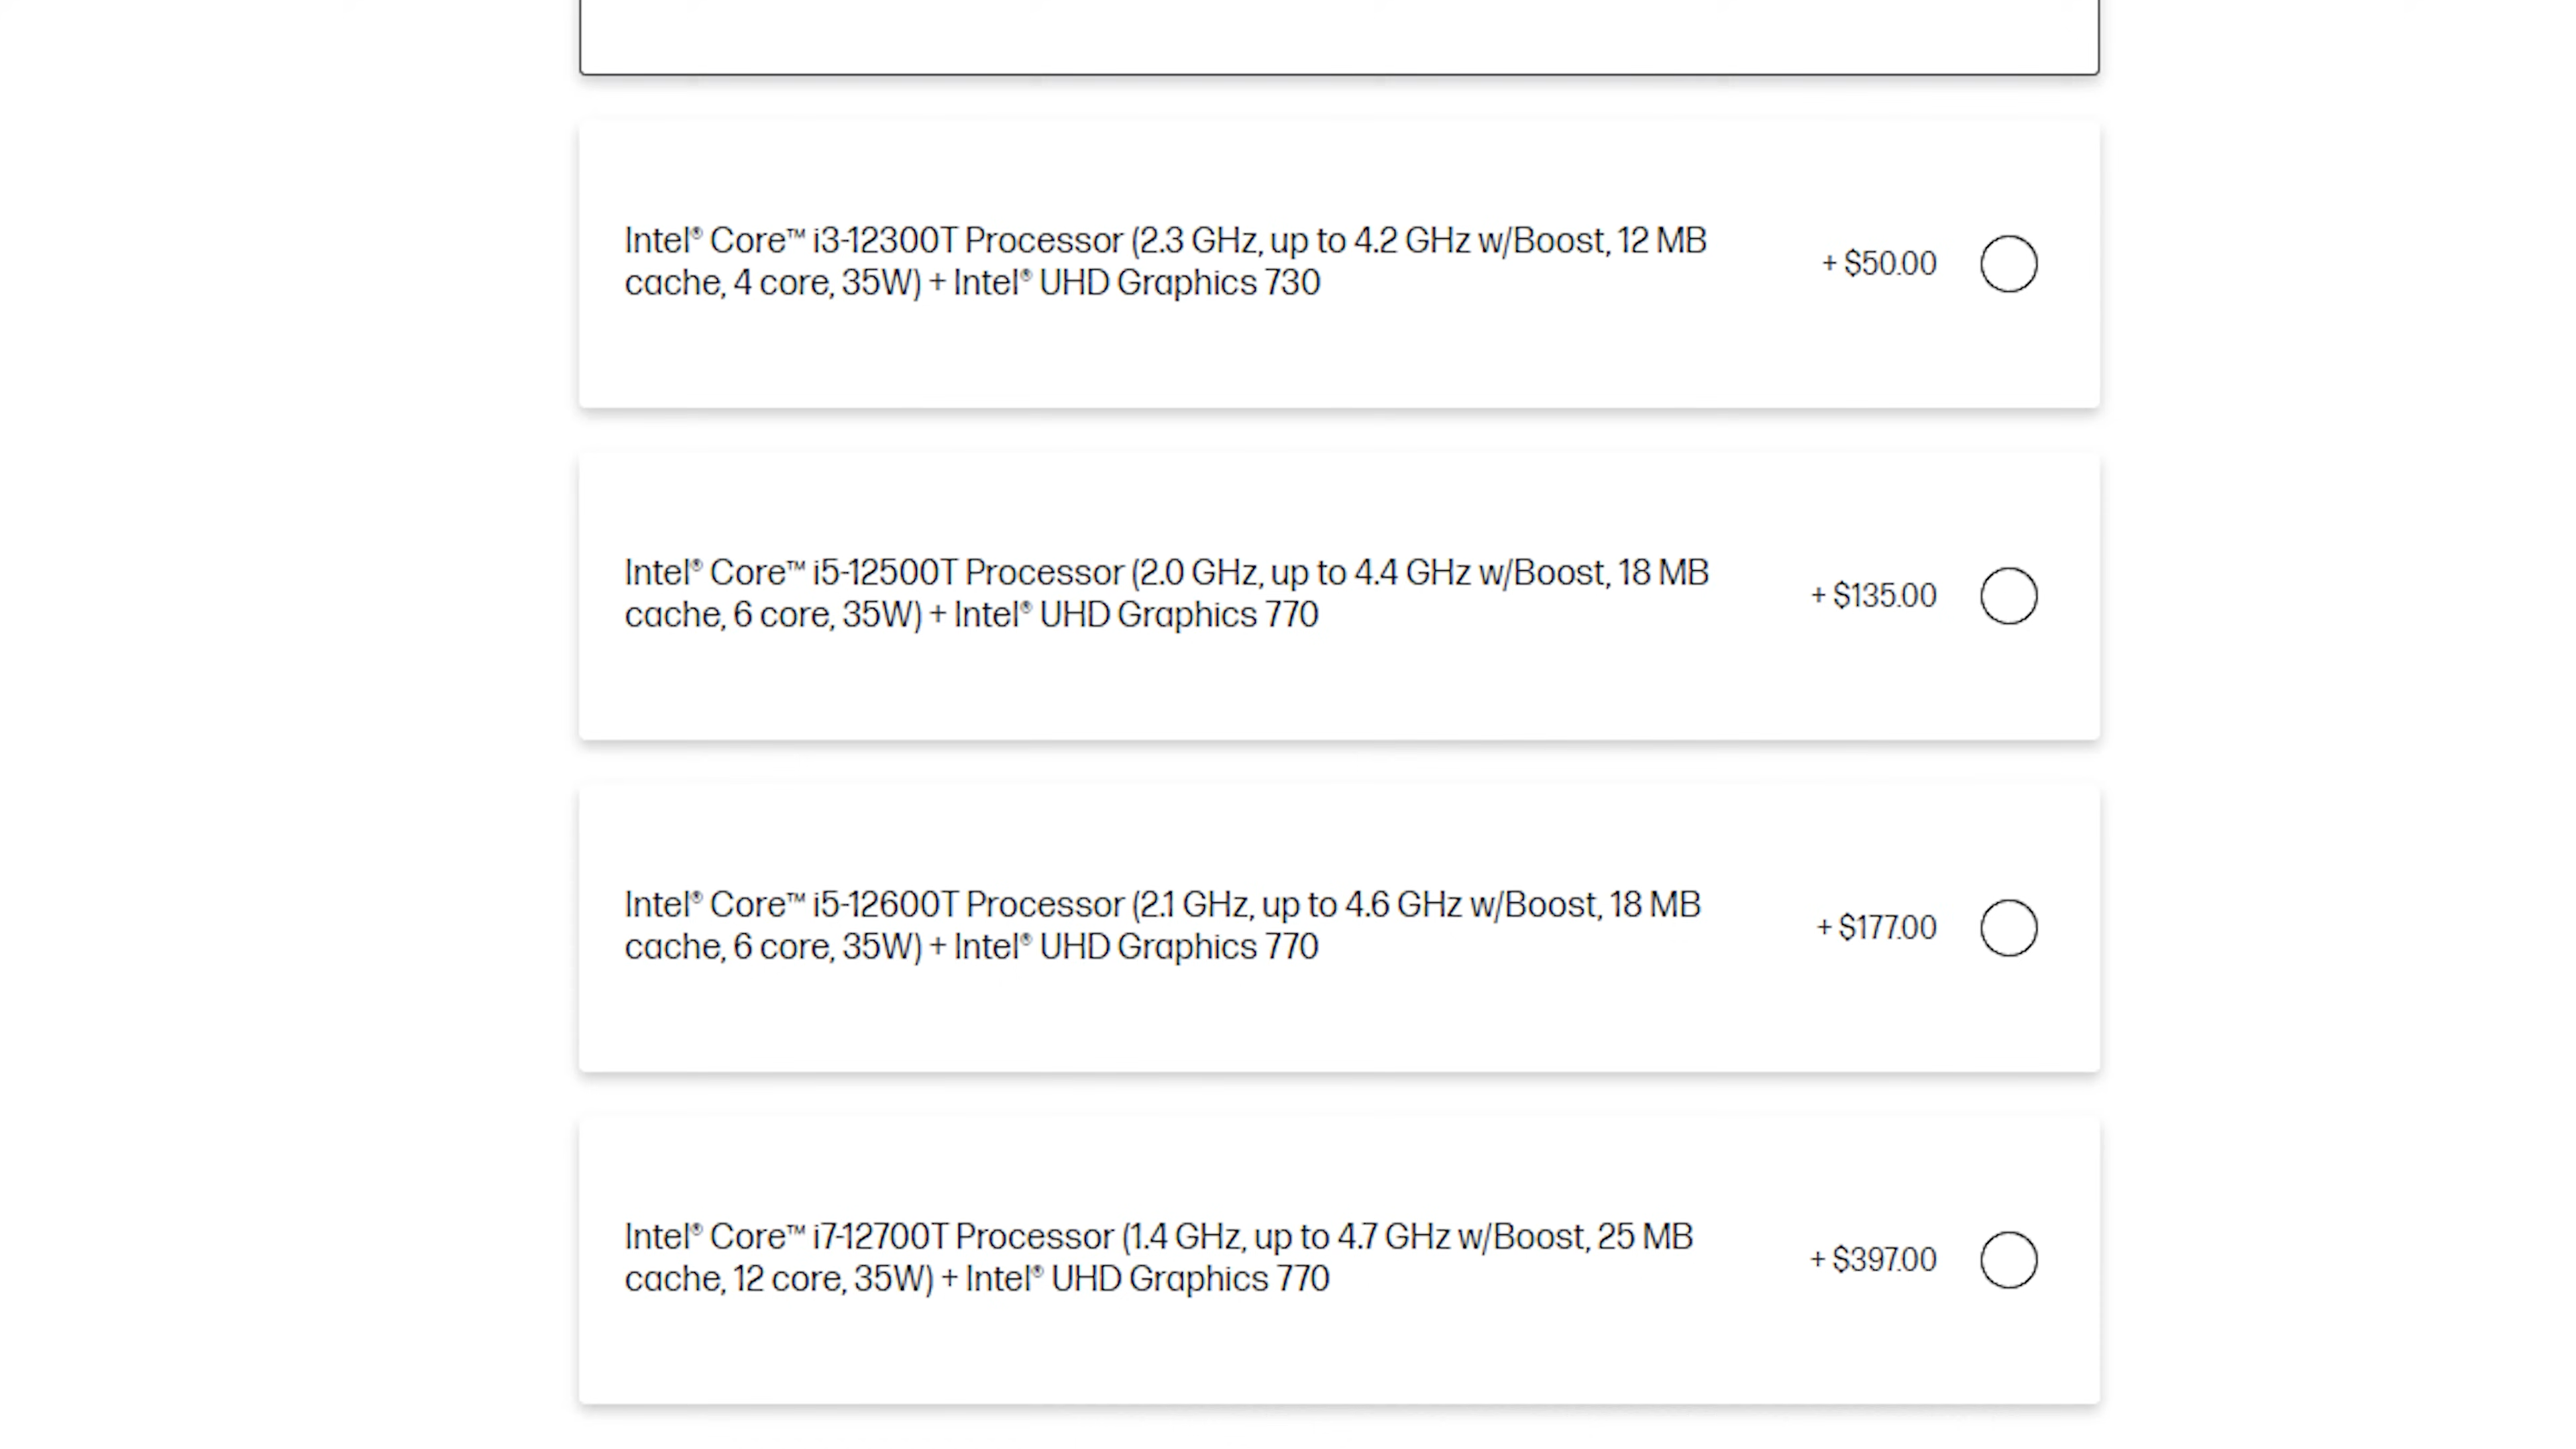 Intel® Core™ i3-12300T Processor (2.3 GHz, up to 4.2 GHz w/Boost, 12 MB
cache, 4 core, 35W) + Intel® UHD Graphics 730
+ $50.00
Intel® Core™ i5-12500T Processor (2.0 GHz, up to 4.4 GHz w/Boost, 18 MB
cache, 6 core, 35W) + Intel® UHD Graphics 770
+ $135.00
Intel® Core™ i5-12600T Processor (2.1 GHz, up to 4.6 GHz w/Boost, 18 MB
cache, 6 core, 35W) + Intel® UHD Graphics 770
+ $177.00
Intel® Core™ i7-12700T Processor (1.4 GHz, up to 4.7 GHz w/Boost, 25 MB
cache, 12 core, 35W) + Intel® UHD Graphics 770
+ $397.00